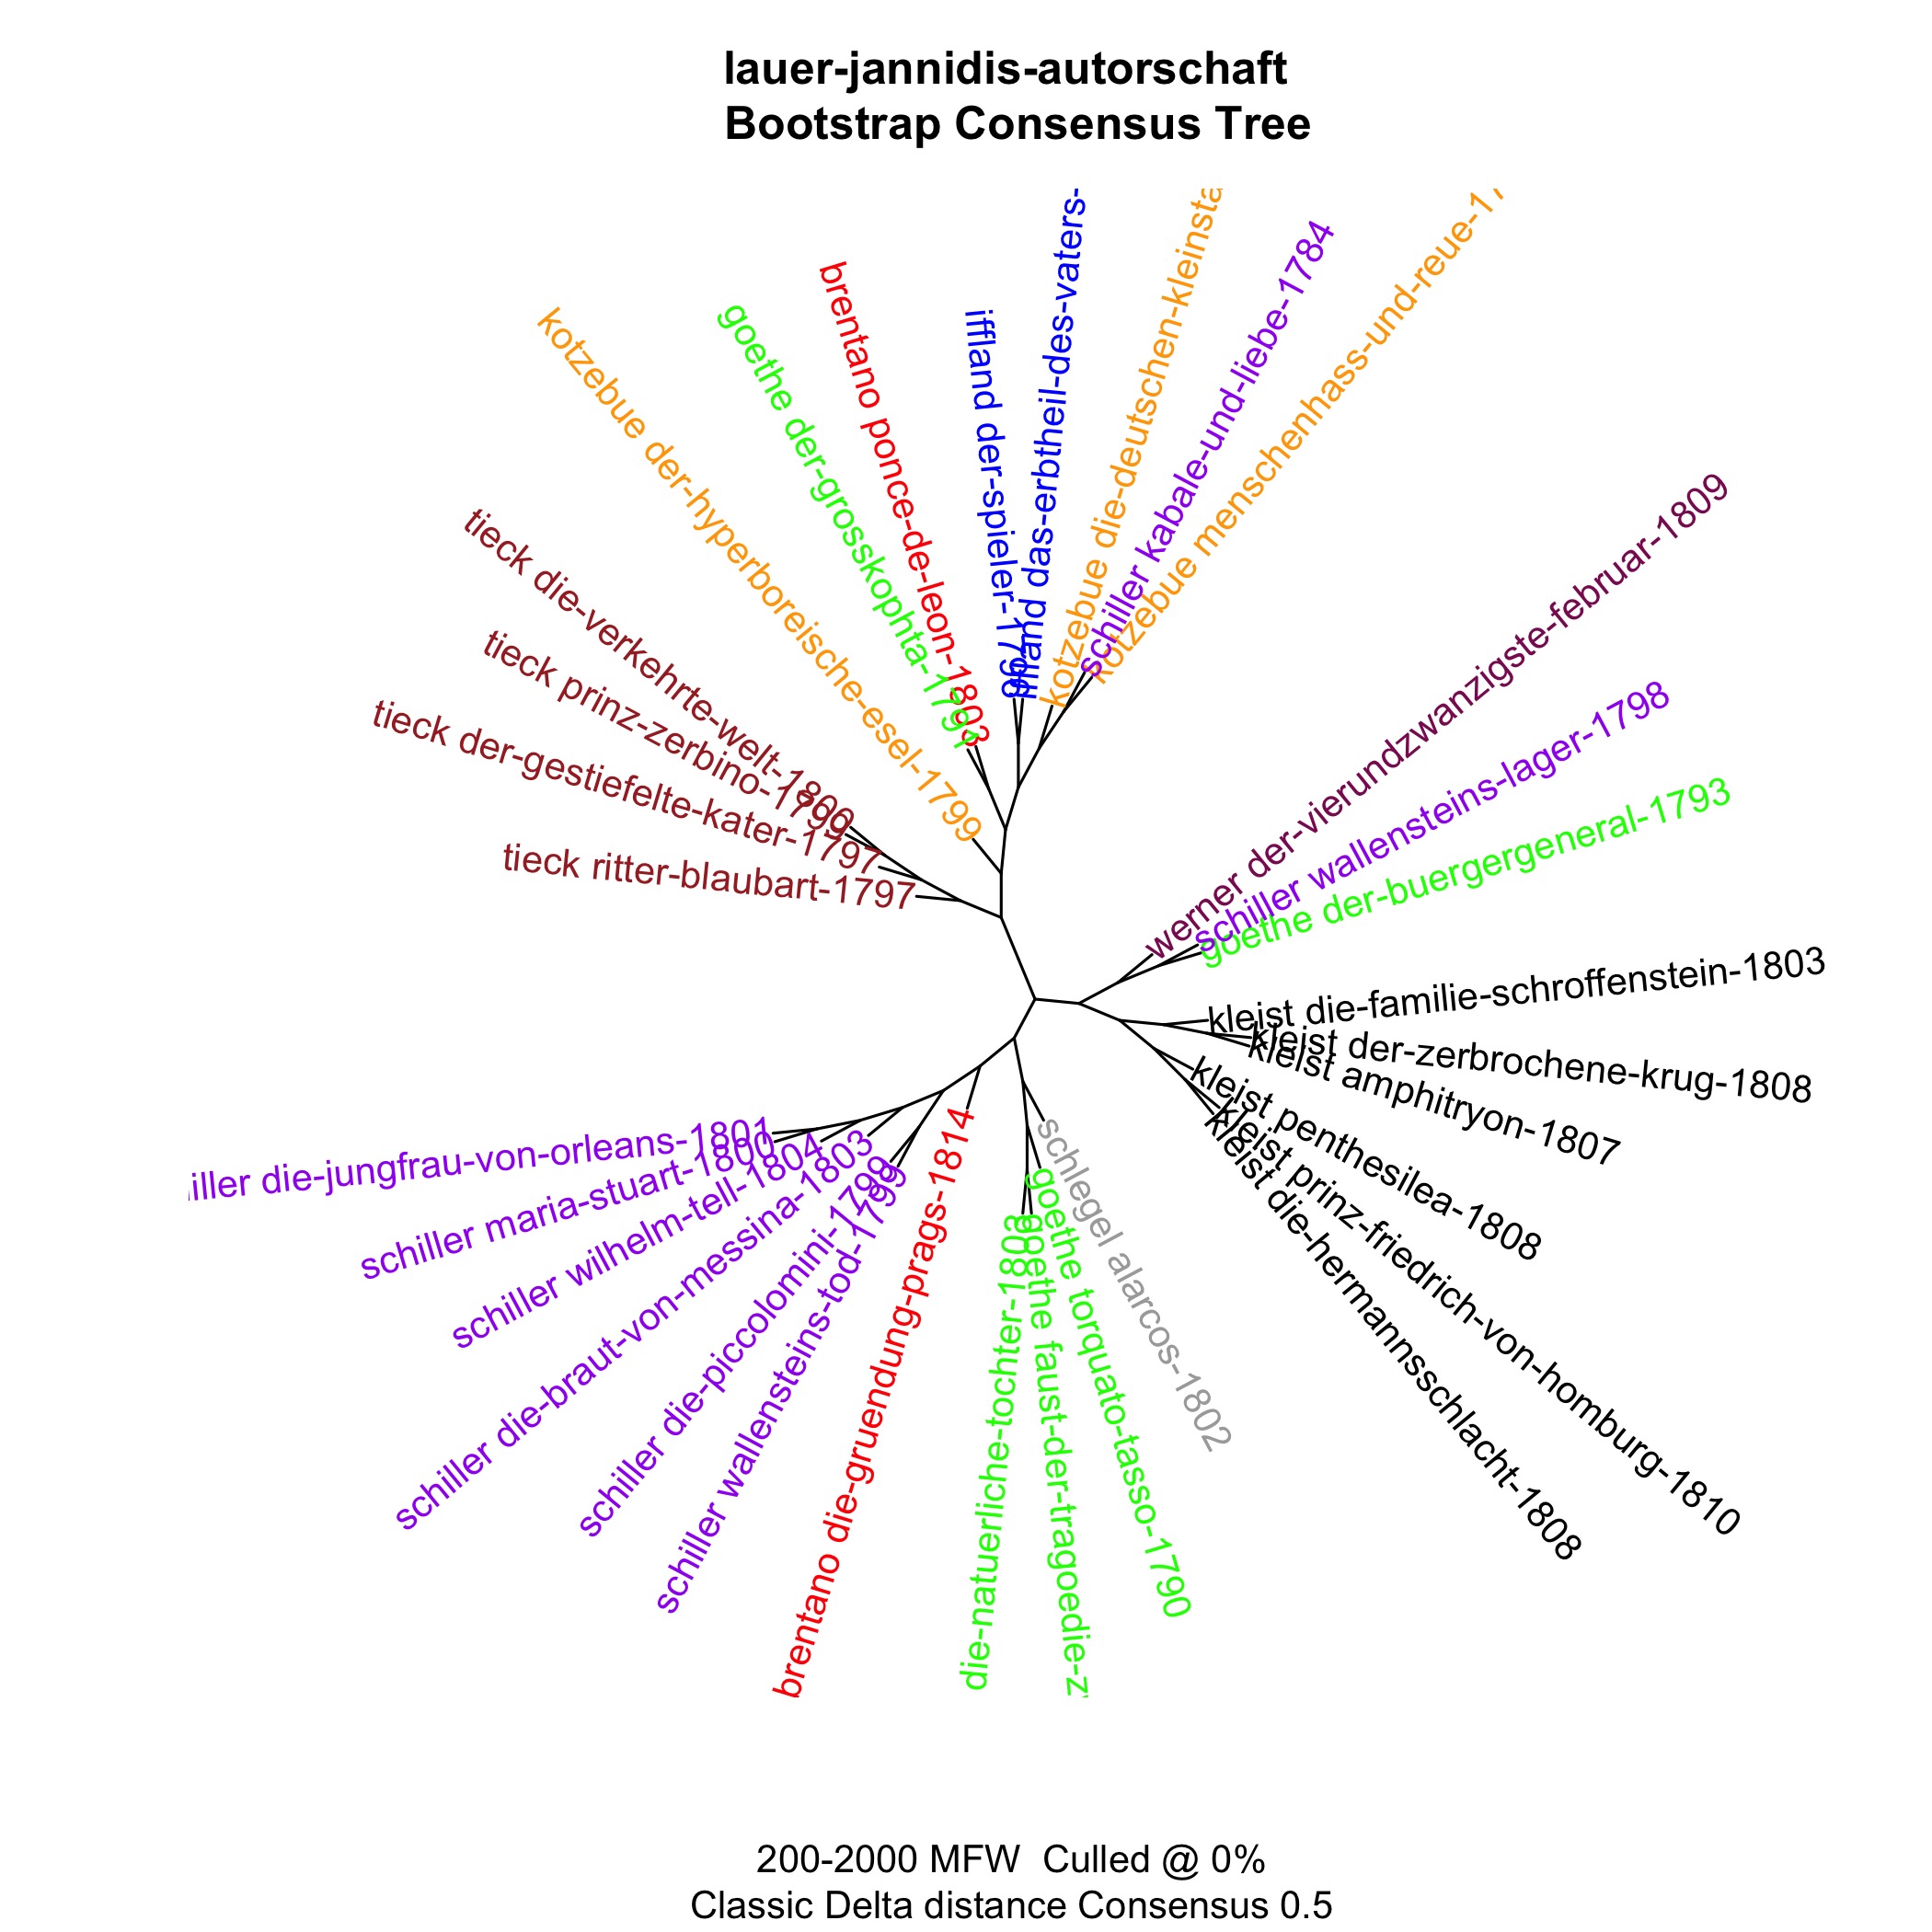 lauer-jannidis-autorschaft
Bootstrap Consensus Tree
kotzebue der-hyperboreische-esel-1799
goethe der-grosskophta-1791
brentano ponce-de-leon-1803
iffland der-spieler-1796
iffland das-erbtheil-des-vaters-
kotzebue die-deutschen-kleinsta
schiller kabale-und-liebe-1784
kotzebue menschenhass-und-reue-17
tieck die-verkehrte-welt-1800
tieck prinz-zerbino-1799
tieck der-gestiefelte-kater-1797
tieck ritter-blaubart-1797
werner der-vierundzwanzigste-februar-1809
schiller wallensteins-lager-1798
goethe der-buergergeneral-1793
kleist die-familie-schroffenstein-1803
kleist der-zerbrochene-krug-1808
kleist amphitryon-1807
kleist penthesilea-1808
kleist prinz-friedrich-von-homburg-1810
kleist die-hermannsschlacht-1808
iller die-jungfrau-von-orleans-1801
schiller maria-stuart-1800
schiller wilhelm-tell-1804
schiller die-braut-von-messina-1803
schiller die-piccolomini-1798
schiller wallensteins-tod-1799
brentano die-gruendung-prags-1814
die-natuerliche-tochter-1803
goethe faust-der-tragoedie-z
goethe torquato-tasso-1790
schlegel alarcos-1802
200-2000 MFW  Culled @ 0%
Classic Delta distance Consensus 0.5